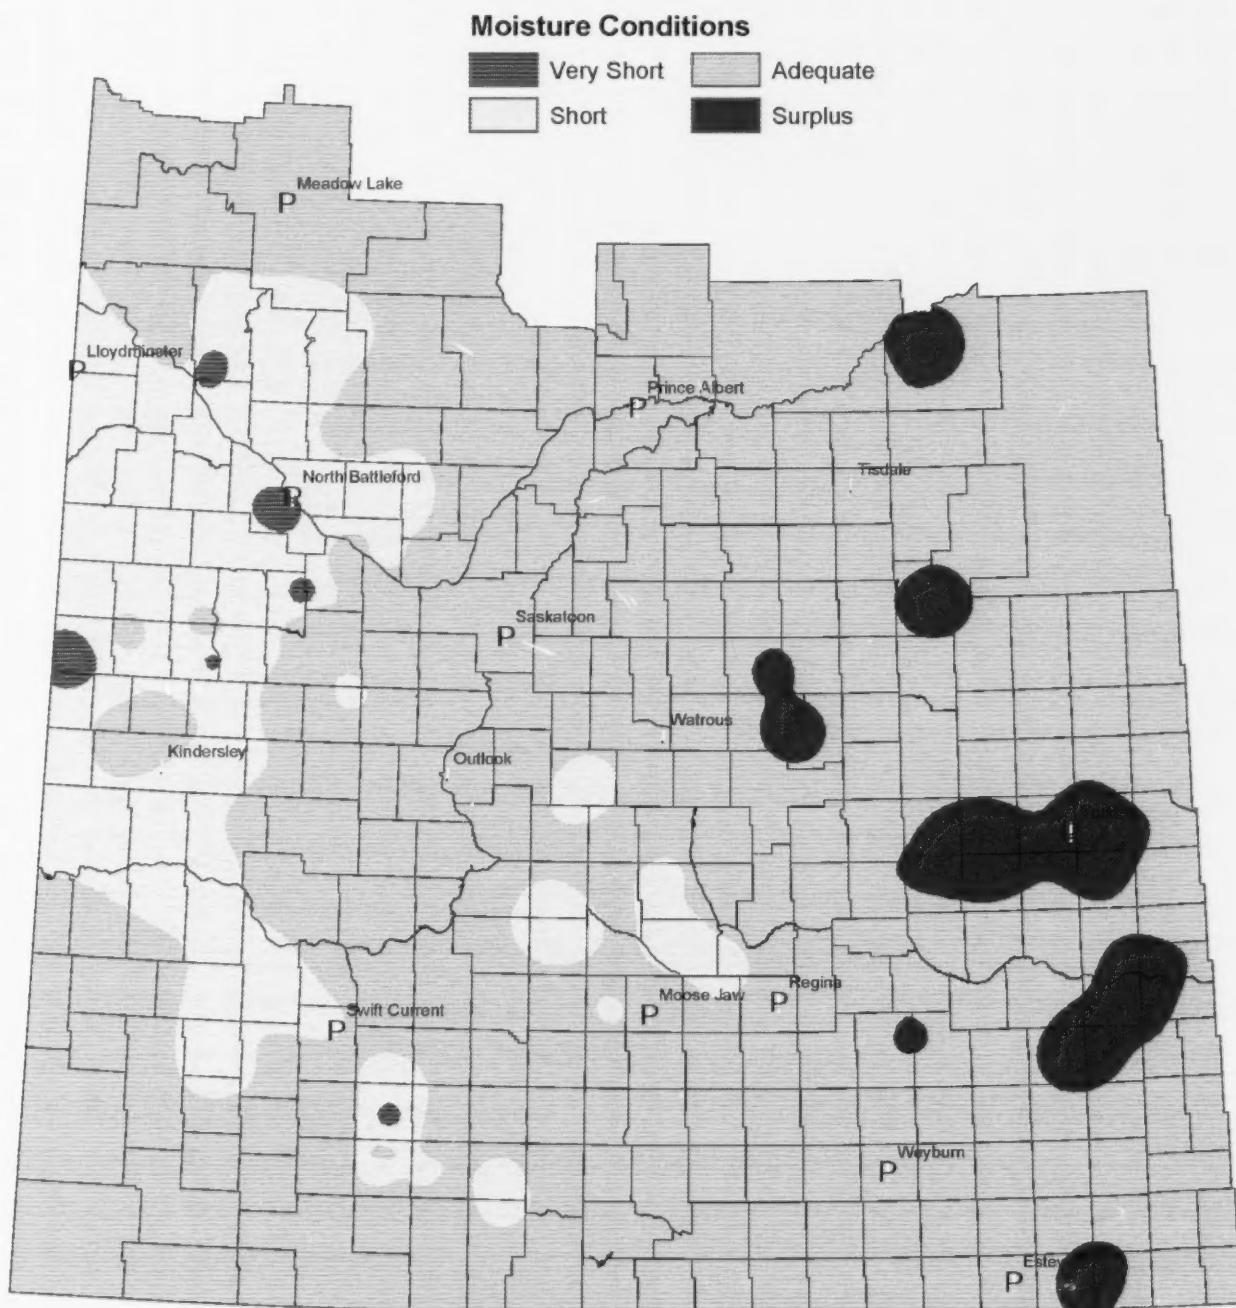 Moisture Conditions
Very Short
Adequate
Short
Surplus
Meadow Lake
P
Lloydminster
P
Prince Albert
P
Tisdale
North Battleford
Saskatoon
P
Watrous
Kindersley
Outlook
Swift Current
P
Moose Jaw
P
Regina
P
Weyburn
P
P